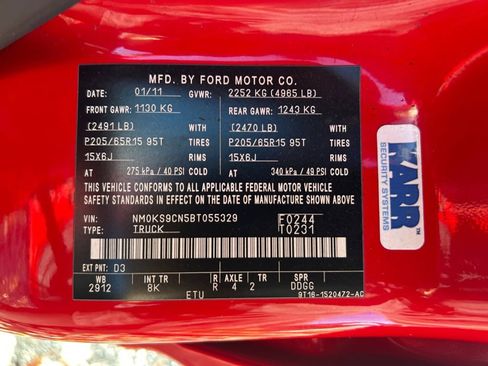 MFD. BY FORD MOTOR CO.
DATE: 01/11 GVWR: 2252 KG (4965 LB)
FRONT GAWR: 1130 KG REAR GAWR: 1243 KG
(2491 LB) WITH (2470 LB) WITH
P205/65R15 95T TIRES P205/65R15 95T TIRES
15X6J RIMS 15X6J RIMS
AT 275 kPa / 40 PSI COLD AT 340 kPa / 49 PSI COLD
THIS VEHICLE CONFORMS TO ALL APPLICABLE FEDERAL MOTOR VEHICLE
SAFETY STANDARDS IN EFFECT ON THE DATE OF MANUFACTURE SHOWN ABOVE.
VIN: NM0KS9CN5BT055329 F0244
TYPE: TRUCK T0231
EXT PNT: D3
WB INT TR R AXLE TR SPR
2912 8K R 4 2 DDGG
ETU 9T16-1520472-AC
KARR™
SECURITY SYSTEMS